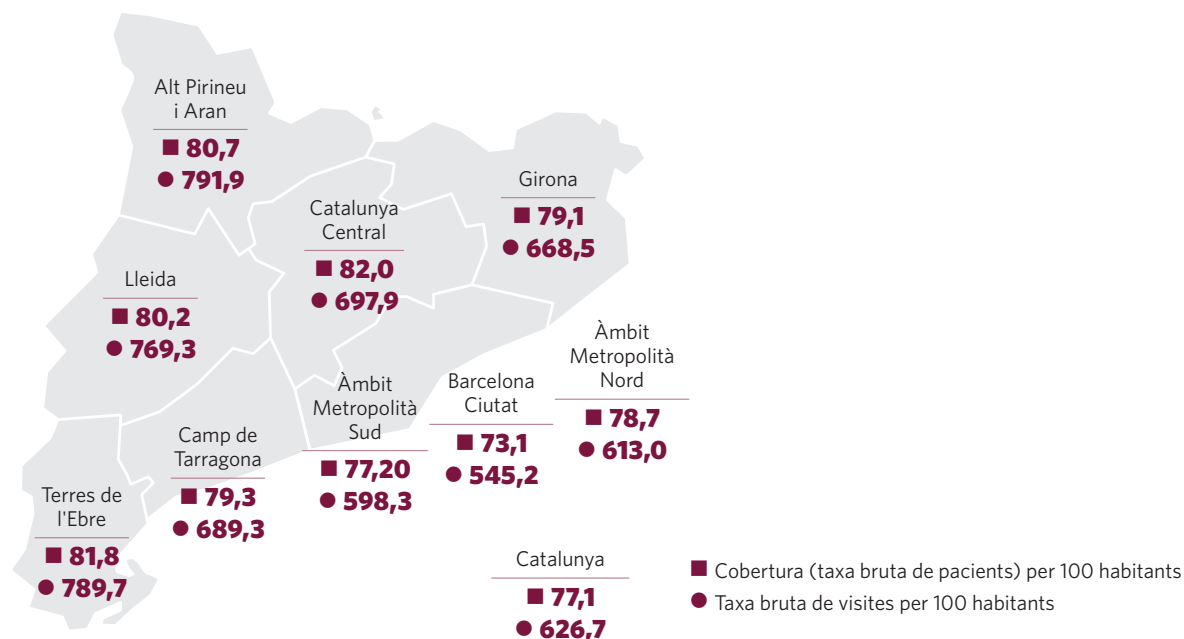 Alt Pirineu
i Aran
80,7
791,9
Girona
79,1
668,5
Catalunya
Central
82,0
697,9
Lleida
80,2
769,3
Àmbit
Metropolità
Nord
78,7
613,0
Barcelona
Ciutat
73,1
545,2
Àmbit
Metropolità
Sud
77,20
598,3
Camp de
Tarragona
79,3
689,3
Terres de
l'Ebre
81,8
789,7
Catalunya
77,1
626,7
Cobertura (taxa bruta de pacients) per 100 habitants
Taxa bruta de visites per 100 habitants